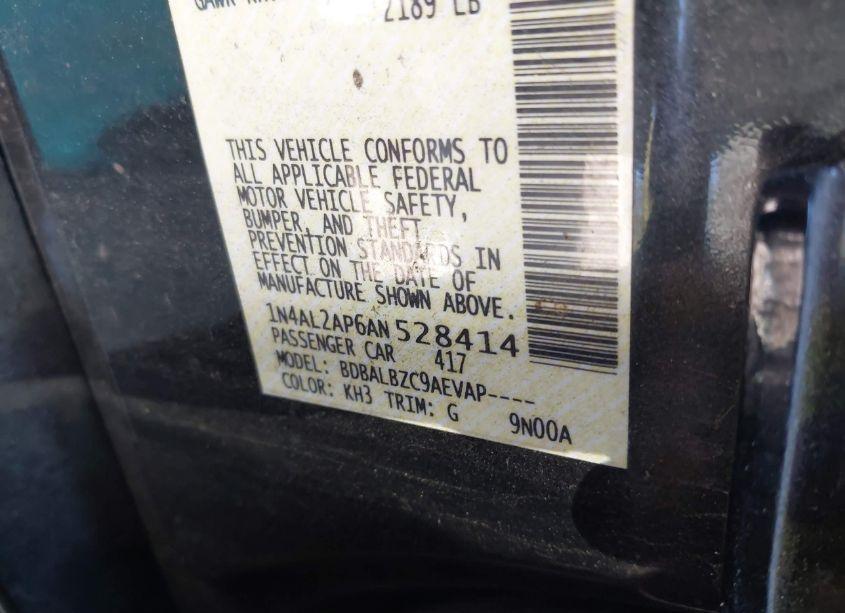 2189 LB
THIS VEHICLE CONFORMS TO
ALL APPLICABLE FEDERAL
MOTOR VEHICLE SAFETY,
BUMPER, AND THEFT
PREVENTION STANDARDS IN
EFFECT ON THE DATE OF
MANUFACTURE SHOWN ABOVE.
1N4AL2AP6AN528414
PASSENGER CAR 417
MODEL: BDBALBZC9AEVAP----
COLOR: KH3 TRIM: G 9N00A